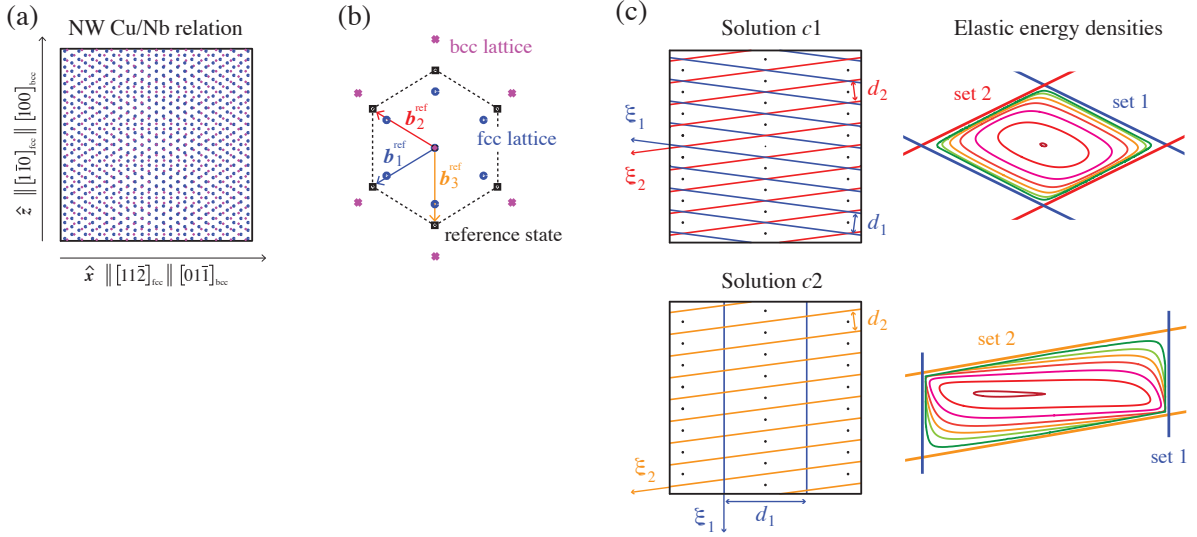 (a)
NW Cu/Nb relation
ẑ ∥ [11̄0]fcc ∥ [100]bcc
x̂ ∥ [112̄]fcc ∥ [011̄]bcc
(b)
bcc lattice
b₂ref
fcc lattice
b₁ref
b₃ref
reference state
(c)
Solution c1
Elastic energy densities
d₂
ξ₁
ξ₂
d₁
set 2
set 1
Solution c2
d₂
ξ₂
ξ₁
d₁
set 2
set 1